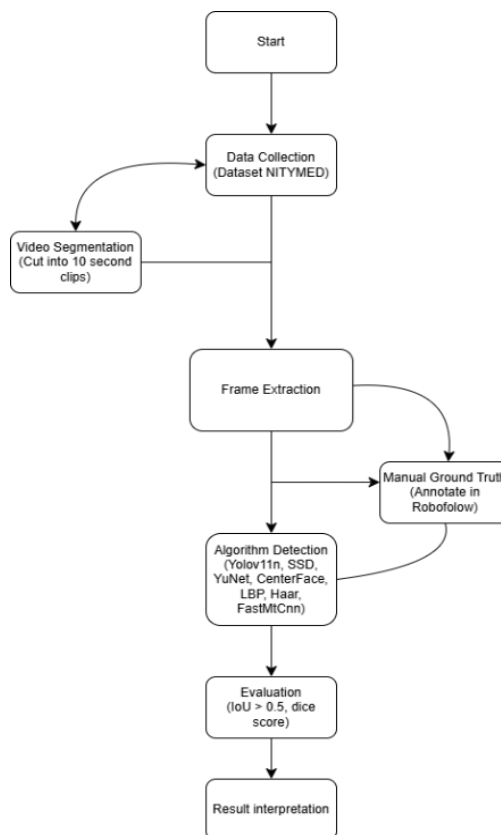 Start
Data Collection
(Dataset NITYMED)
Video Segmentation
(Cut into 10 second
clips)
Frame Extraction
Manual Ground Truth
(Annotate in
Robofolow)
Algorithm Detection
(Yolov11n, SSD,
YuNet, CenterFace,
LBP, Haar,
FastMtCnn)
Evaluation
(IoU > 0.5, dice
score)
Result interpretation